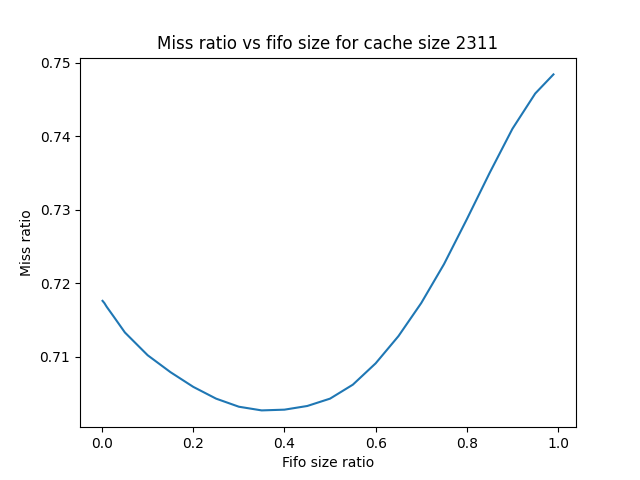 Miss ratio vs fifo size for cache size 2311
0.75
0.74
0.73
0.72
0.71
Miss ratio
0.0 0.2 0.4 0.6 0.8 1.0
Fifo size ratio